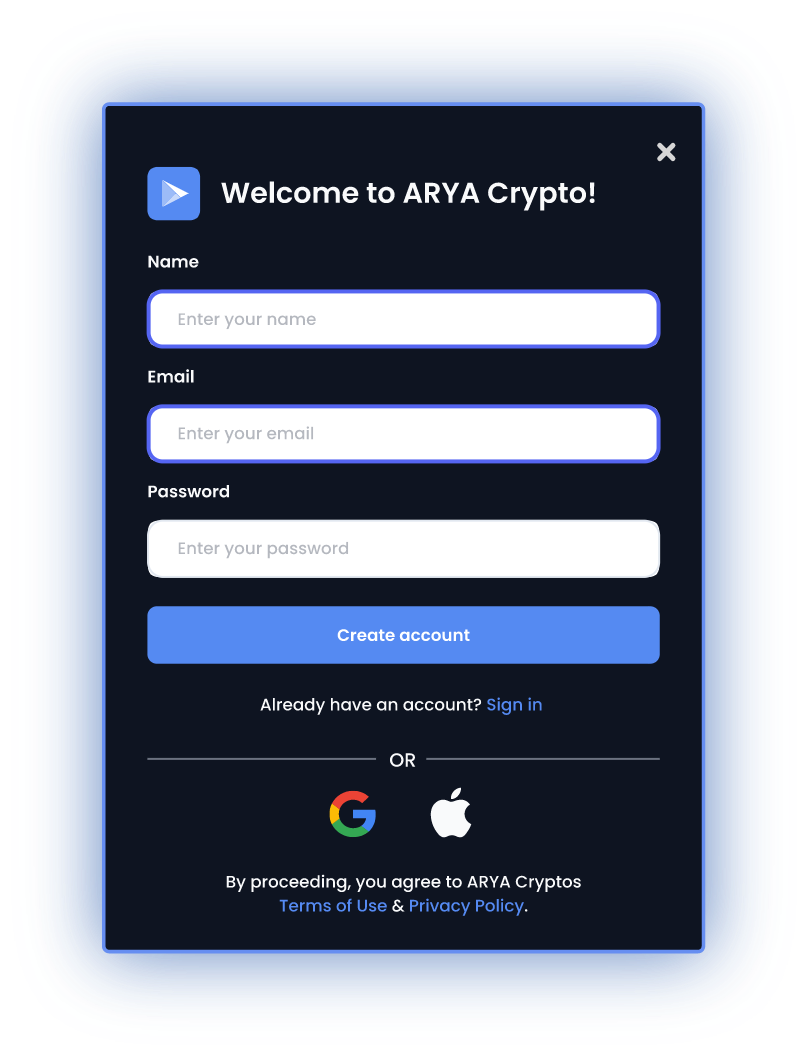 Welcome to ARYA Crypto!
Name
Enter your name
Email
Enter your email
Password
Enter your password
Create account
Already have an account? Sign in
OR
By proceeding, you agree to ARYA Cryptos
Terms of Use & Privacy Policy.